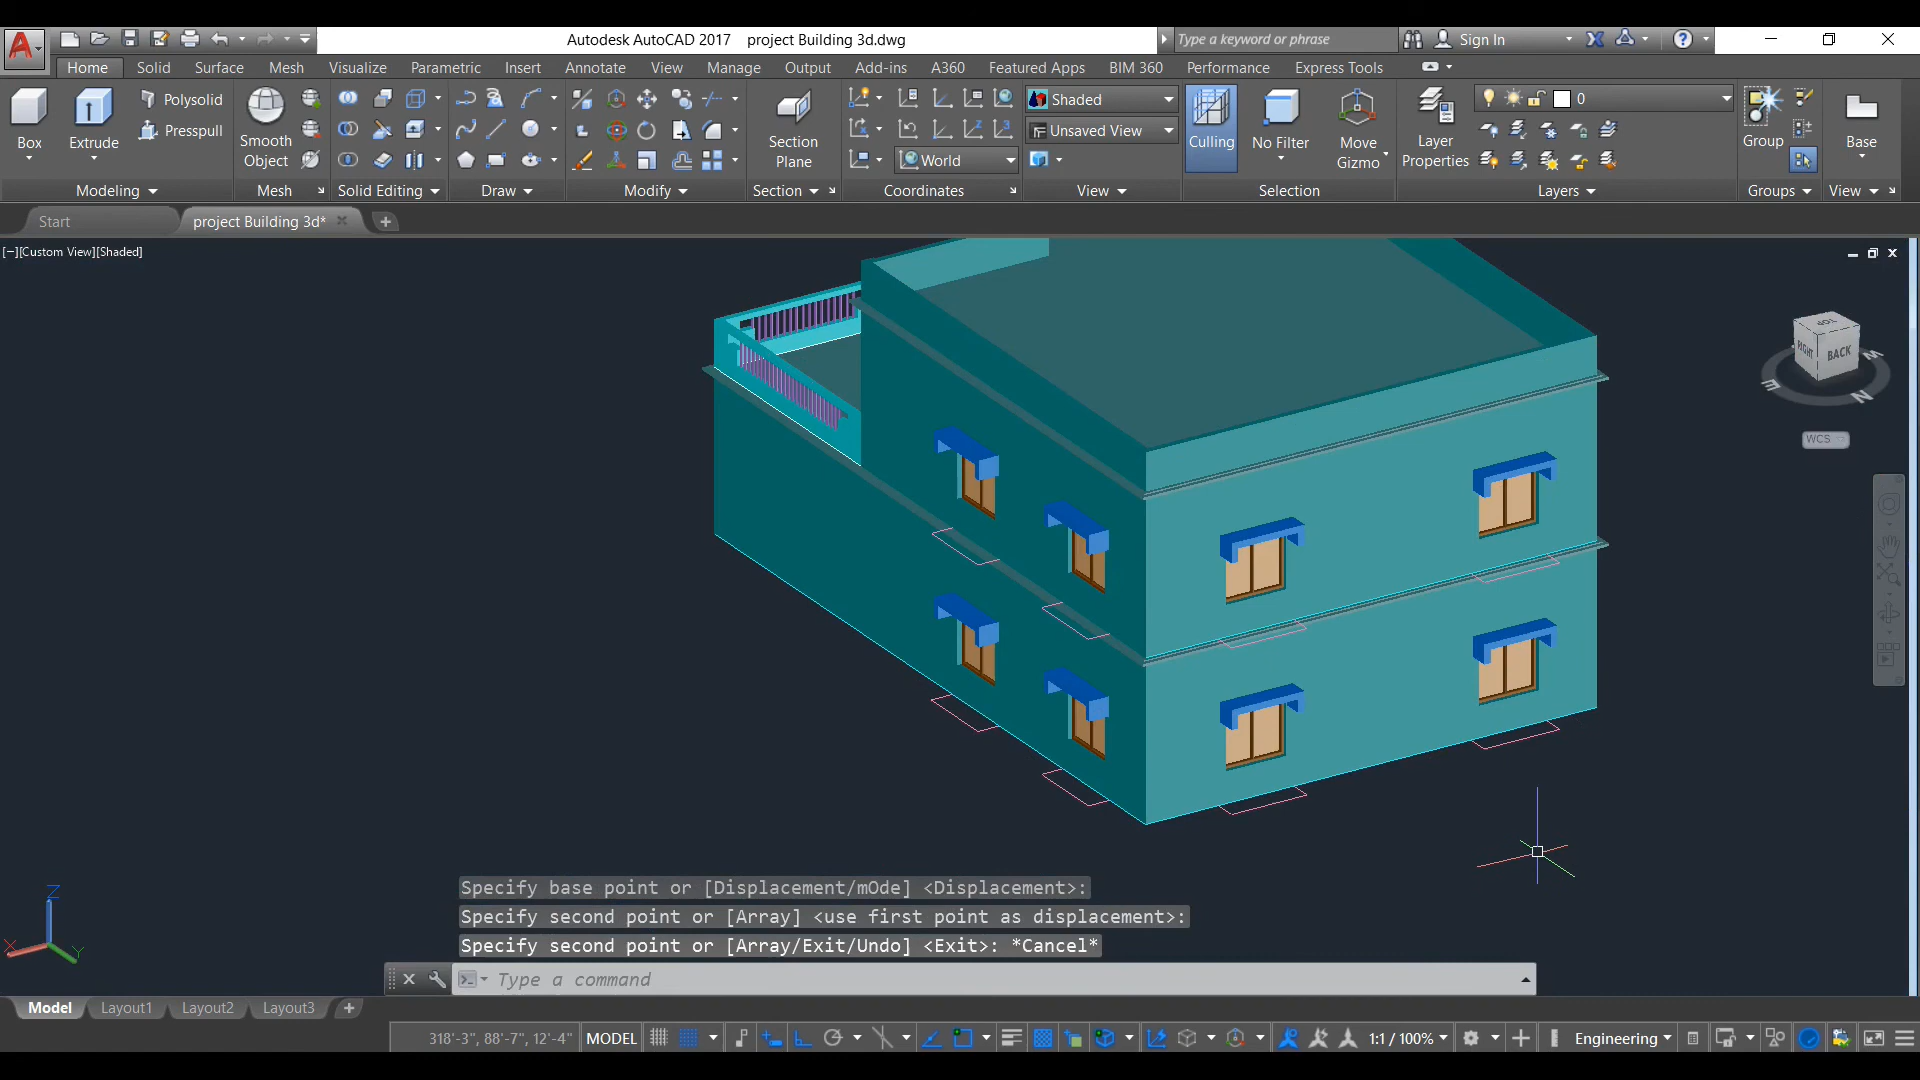 Autodesk AutoCAD 2017 project Building 3d.dwg
Type a keyword or phrase
Sign In
Home Solid Surface Mesh Visualize Parametric Insert Annotate View Manage Output Add-ins A360 Featured Apps BIM 360 Performance Express Tools
Box
Extrude
Polysolid
Presspull
Smooth Object
Section Plane
World
Shaded
Unsaved View
Culling
No Filter
Move Gizmo
Layer Properties
0
Group
Base
Modeling Mesh Solid Editing Draw Modify Section Coordinates View Selection Layers Groups View
Start project Building 3d*
[−][Custom View][Shaded]
TOP
RIGHT
BACK
E
N
WCS
Z
X
Y
Specify base point or [Displacement/mOde] <Displacement>:
Specify second point or [Array] <use first point as displacement>:
Specify second point or [Array/Exit/Undo] <Exit>: *Cancel*
Type a command
Model Layout1 Layout2 Layout3
318'-3", 88'-7", 12'-4" MODEL 1:1 / 100% Engineering